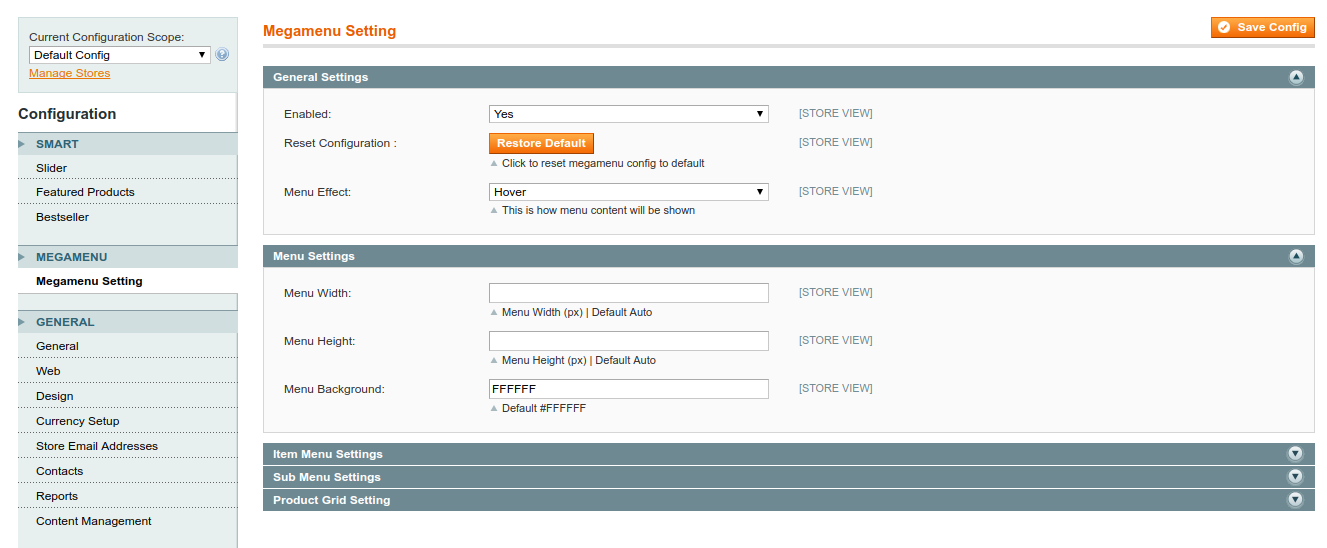 Current Configuration Scope:
Default Config
Manage Stores
Configuration
SMART
Slider
Featured Products
Bestseller
MEGAMENU
Megamenu Setting
GENERAL
General
Web
Design
Currency Setup
Store Email Addresses
Contacts
Reports
Content Management
Megamenu Setting
Save Config
General Settings
Enabled: Yes [STORE VIEW]
Reset Configuration : Restore Default [STORE VIEW]
Click to reset megamenu config to default
Menu Effect: Hover [STORE VIEW]
This is how menu content will be shown
Menu Settings
Menu Width: [STORE VIEW]
Menu Width (px) | Default Auto
Menu Height: [STORE VIEW]
Menu Height (px) | Default Auto
Menu Background: FFFFFF [STORE VIEW]
Default #FFFFFF
Item Menu Settings
Sub Menu Settings
Product Grid Setting